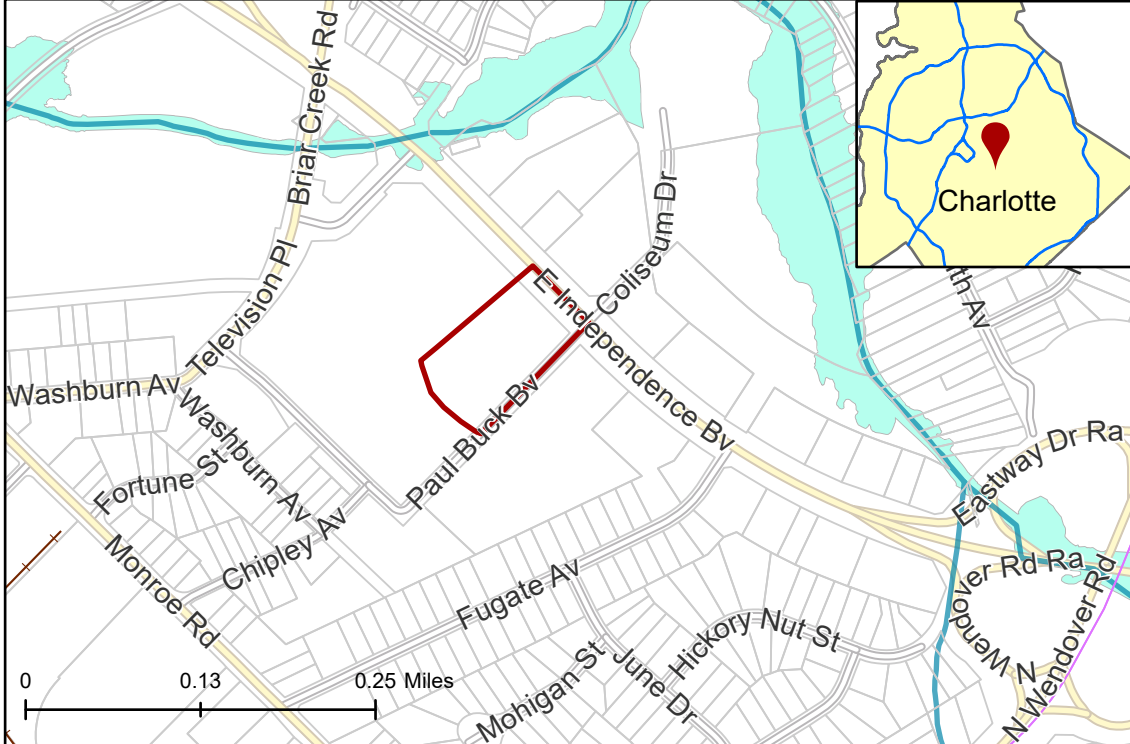 Briar Creek Rd
Charlotte
Coliseum Dr
E Independence Bv
Television Pl
Washburn Av
Washburn Av
Paul Buck Bv
Fortune St
Chipley Av
Monroe Rd
Fugate Av
Eastway Dr Ra
N Wendover Rd Ra
N Wendover Rd
Hickory Nut St
June Dr
Mohigan St
0 0.13 0.25 Miles